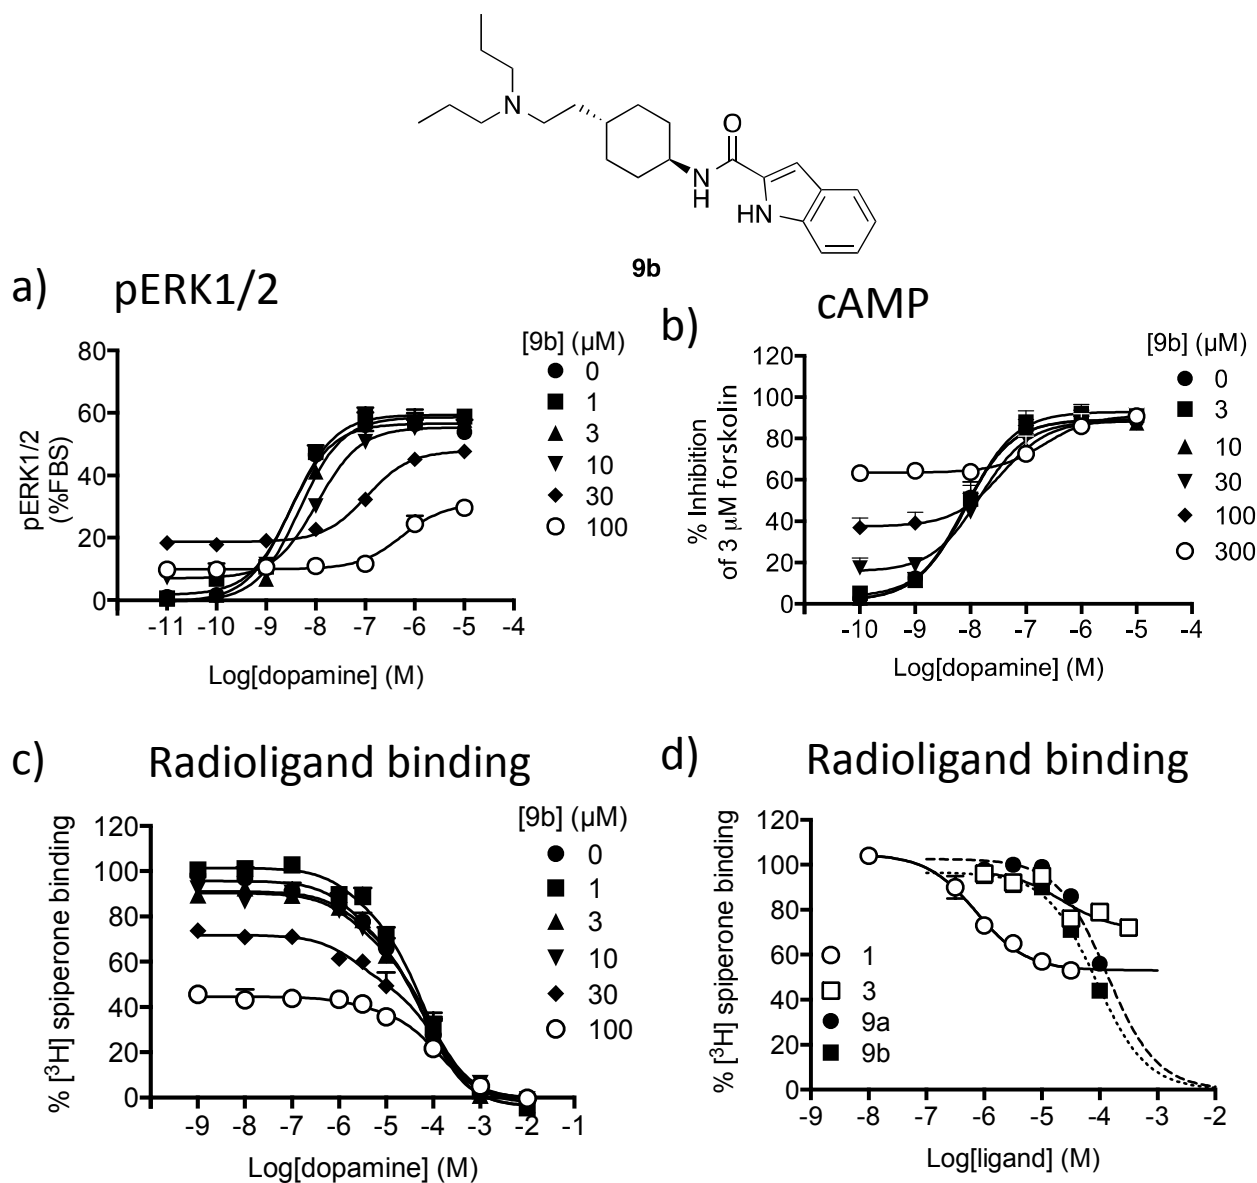 N
O
N
H
HN
9b
a) pERK1/2
[9b] (µM)
0
1
3
10
30
100
pERK1/2
(%FBS)
80
60
40
20
0
-11 -10 -9 -8 -7 -6 -5 -4
Log[dopamine] (M)
b) cAMP
[9b] (µM)
0
3
10
30
100
300
% Inhibition
of 3 µM forskolin
120
100
80
60
40
20
0
-10 -9 -8 -7 -6 -5 -4
Log[dopamine] (M)
c) Radioligand binding
[9b] (µM)
0
1
3
10
30
100
% [³H] spiperone binding
120
100
80
60
40
20
0
-9 -8 -7 -6 -5 -4 -3 -2 -1
Log[dopamine] (M)
d) Radioligand binding
% [³H] spiperone binding
120
100
80
60
40
20
0
1
3
9a
9b
-9 -8 -7 -6 -5 -4 -3 -2
Log[ligand] (M)